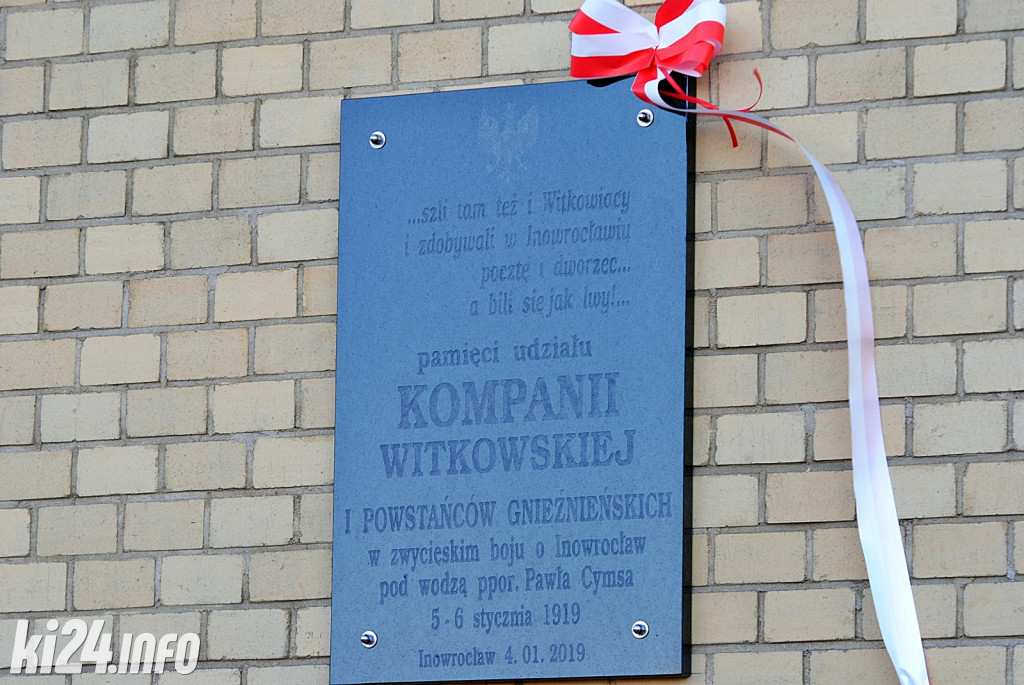 ...szli tam też i Witkowiacy
i zdobywali w Inowrocławiu
pocztę i dworzec...
a bili się jak lwy!...
pamięci udziału
KOMPANII
WITKOWSKIEJ
I POWSTAŃCÓW GNIEŹNIEŃSKICH
w zwycięskim boju o Inowrocław
pod wodzą ppor. Pawła Cymsa
5-6 stycznia 1919
Inowrocław 4.01.2019
ki24.info